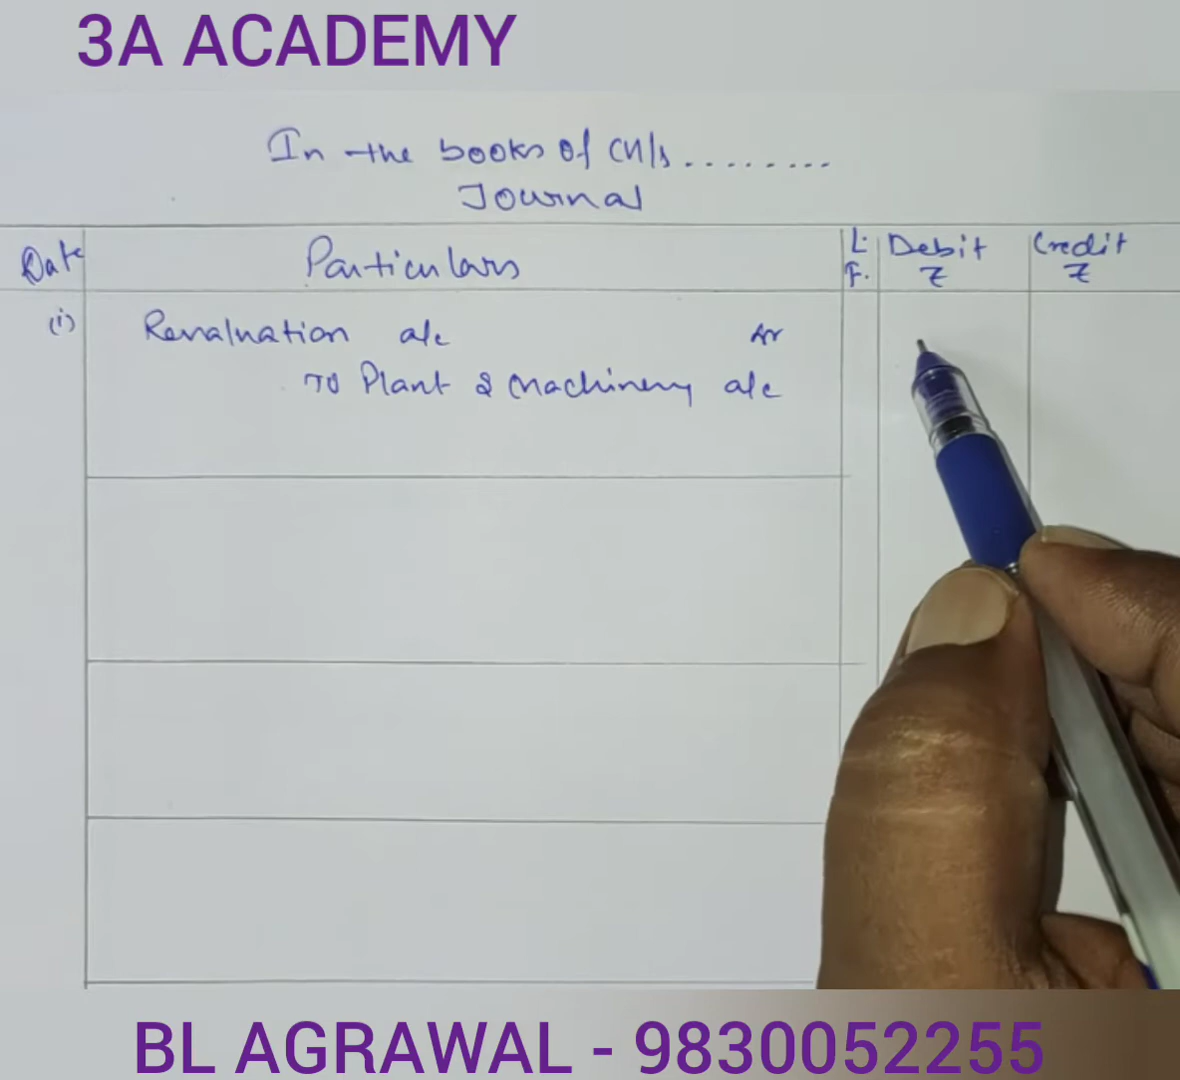 3A ACADEMY
In the books of M/s.........
Journal
Date Particulars L.F. Debit ₹ Credit ₹
(i) Revaluation a/c Dr
To Plant & Machinery a/c
BL AGRAWAL - 9830052255